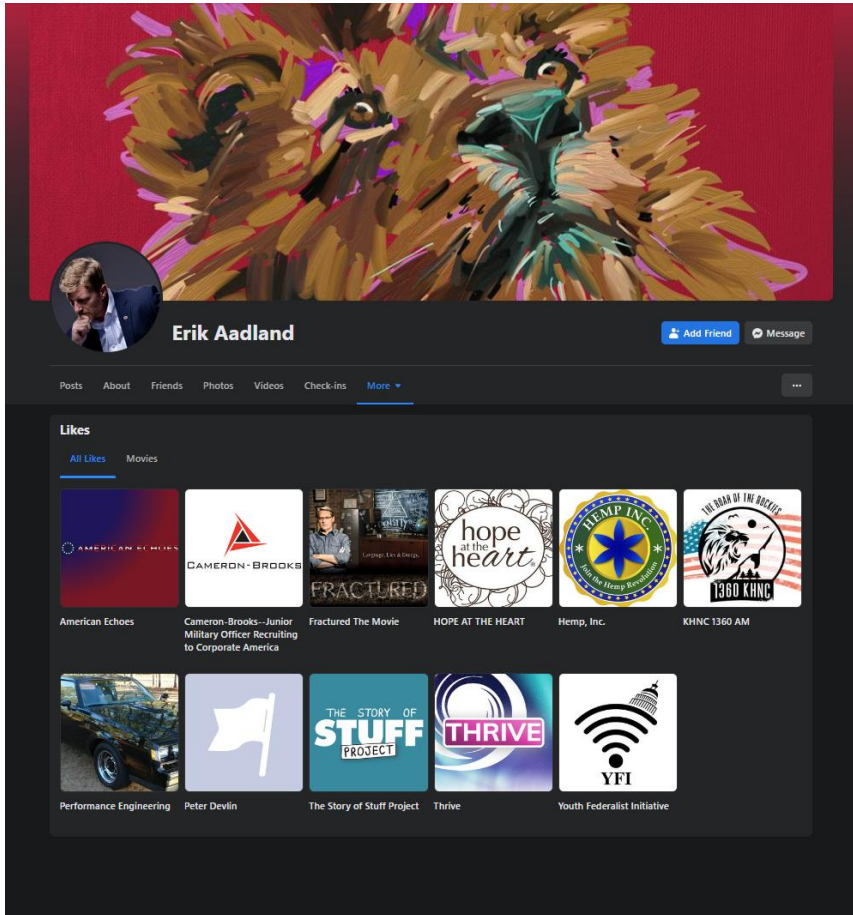 Erik Aadland
Add Friend
Message
Posts
About
Friends
Photos
Videos
Check-ins
More
Likes
All Likes
Movies
AMERICAN ECHOES
CAMERON-BROOKS
FRACTURED
hope
at the
heart
HEMP INC.
Join the Hemp Revolution
THE ROAR OF THE ROCKIES
1360 KHNC
American Echoes
Cameron-Brooks--Junior
Military Officer Recruiting
to Corporate America
Fractured The Movie
HOPE AT THE HEART
Hemp, Inc.
KHNC 1360 AM
THE STORY OF
STUFF
PROJECT
THRIVE
YFI
Performance Engineering
Peter Devlin
The Story of Stuff Project
Thrive
Youth Federalist Initiative